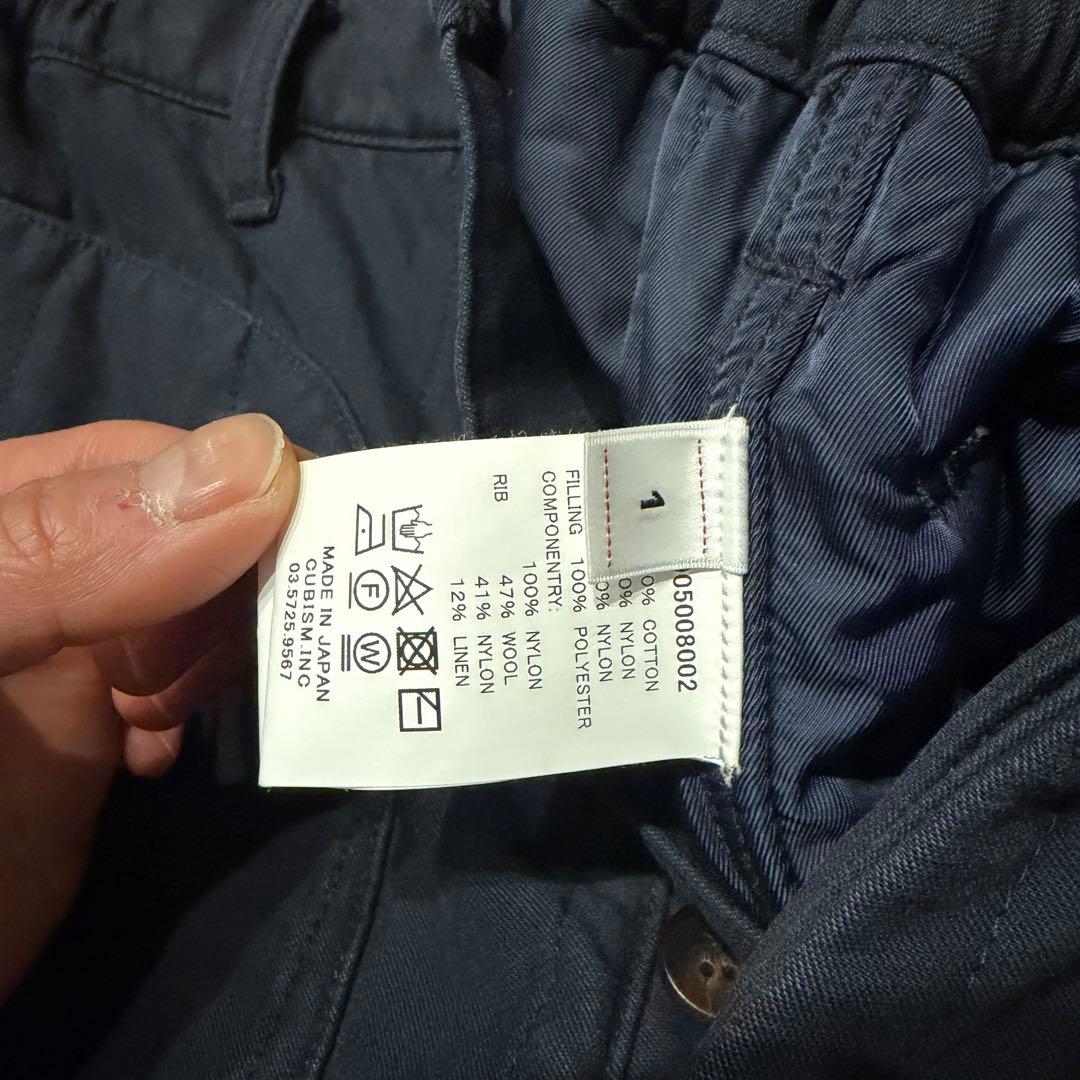 1
05008002
0% COTTON
0% NYLON
0% NYLON
FILLING 100% POLYESTER
COMPONENTRY:
100% NYLON
RIB 47% WOOL
41% NYLON
12% LINEN
F W
MADE IN JAPAN
CUBISM.INC
03.5725.9567